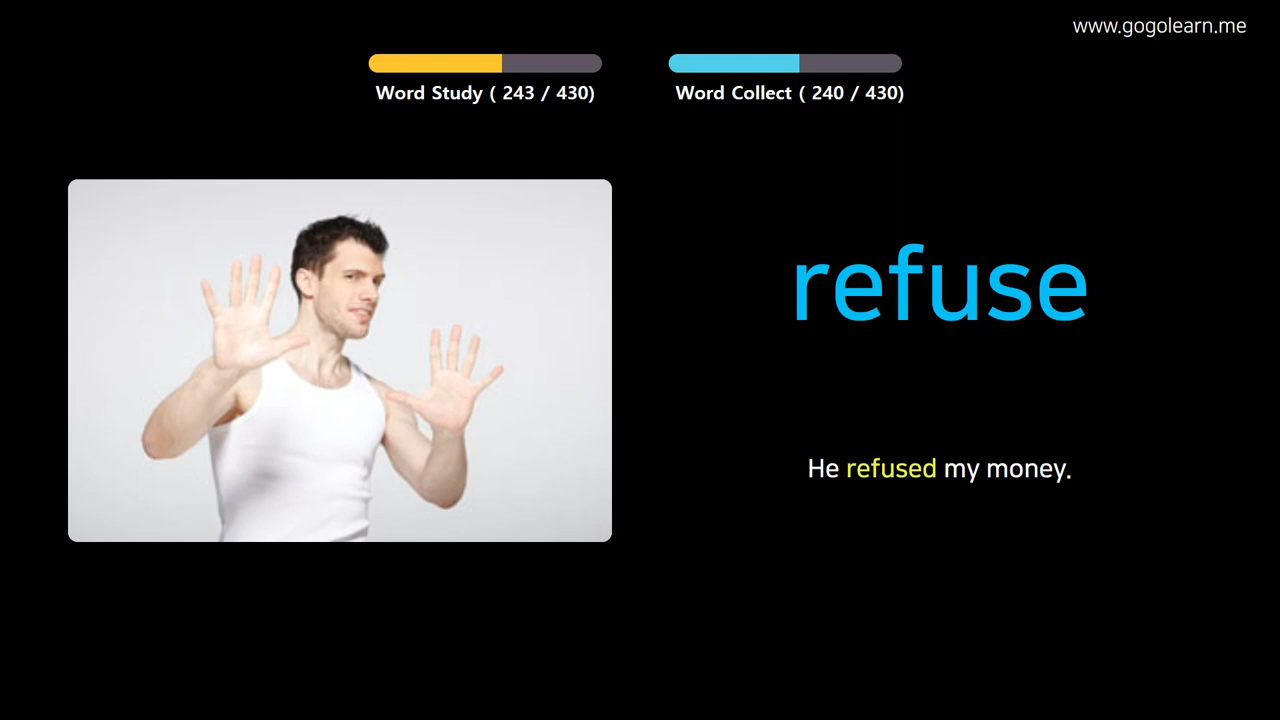 www.gogolearn.me
Word Study ( 243 / 430)
Word Collect ( 240 / 430)
refuse
He refused my money.